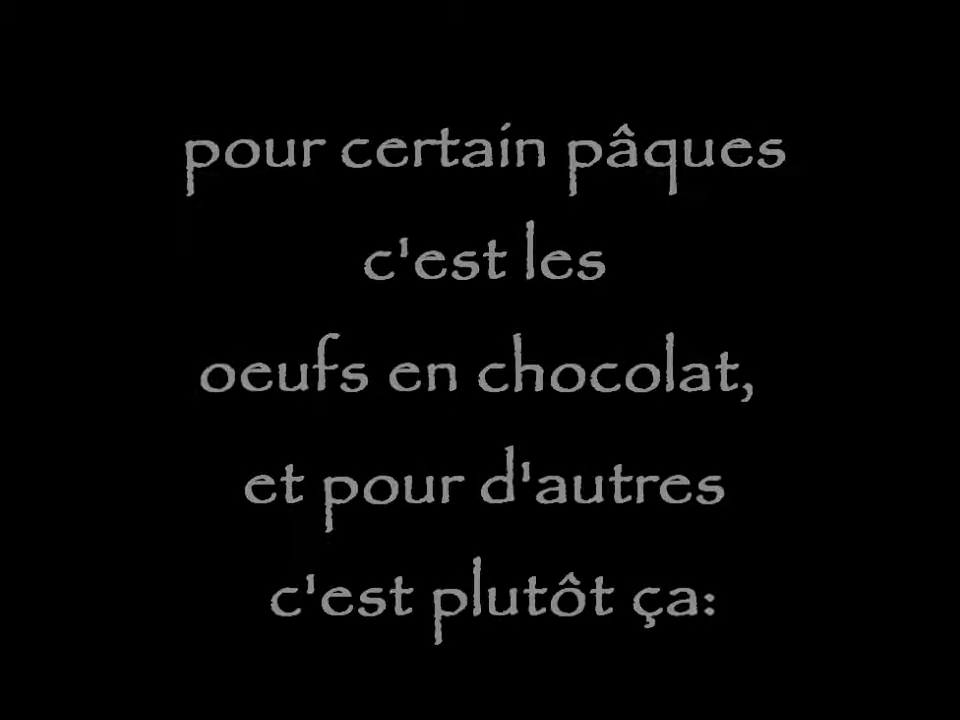 pour certain pâques
c'est les
oeufs en chocolat,
et pour d'autres
c'est plutôt ça: